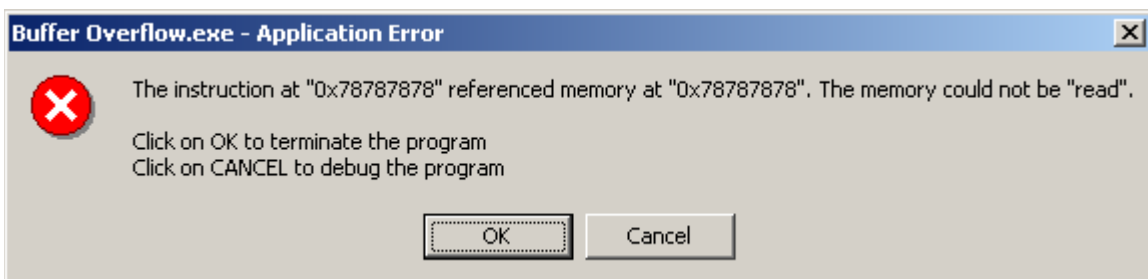 Buffer Overflow.exe - Application Error
The instruction at "0x78787878" referenced memory at "0x78787878". The memory could not be "read".
Click on OK to terminate the program
Click on CANCEL to debug the program
OK Cancel